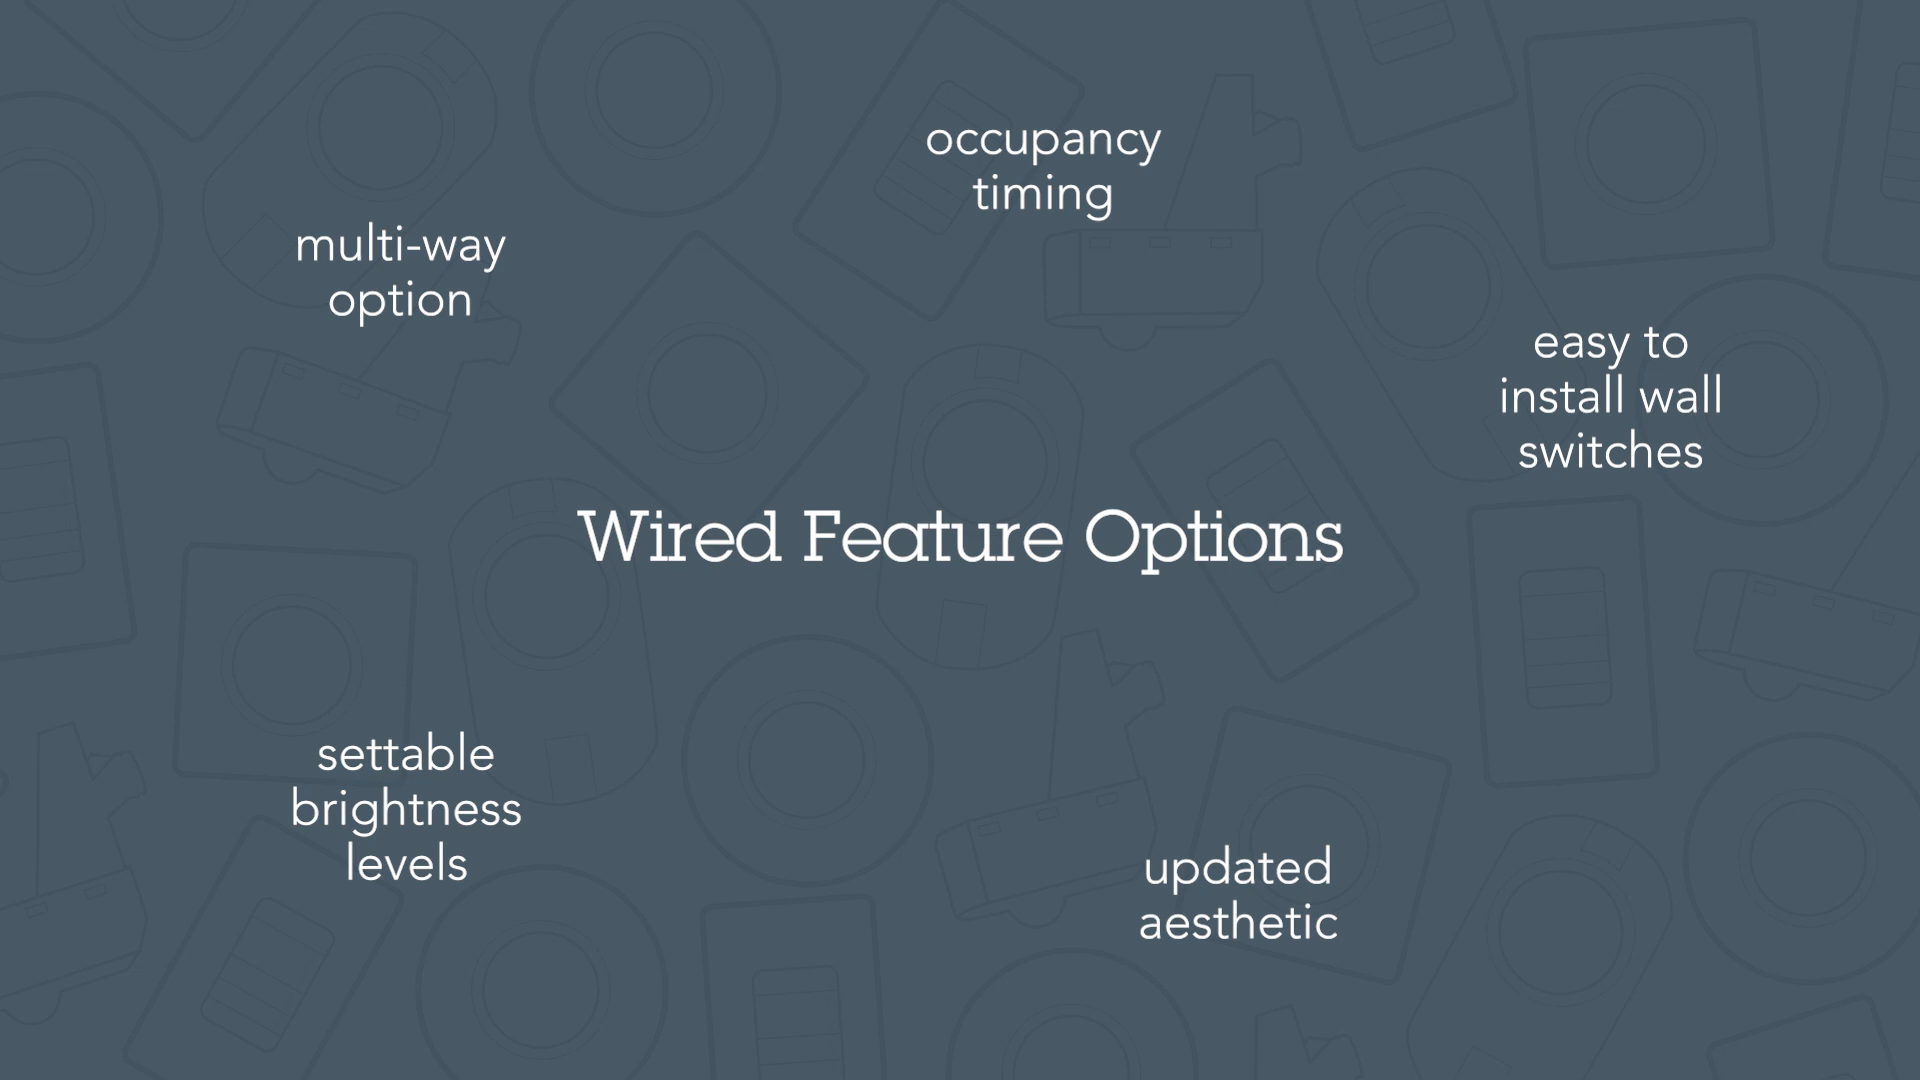 occupancy
timing
multi-way
option
easy to
install wall
switches
Wired Feature Options
settable
brightness
levels
updated
aesthetic